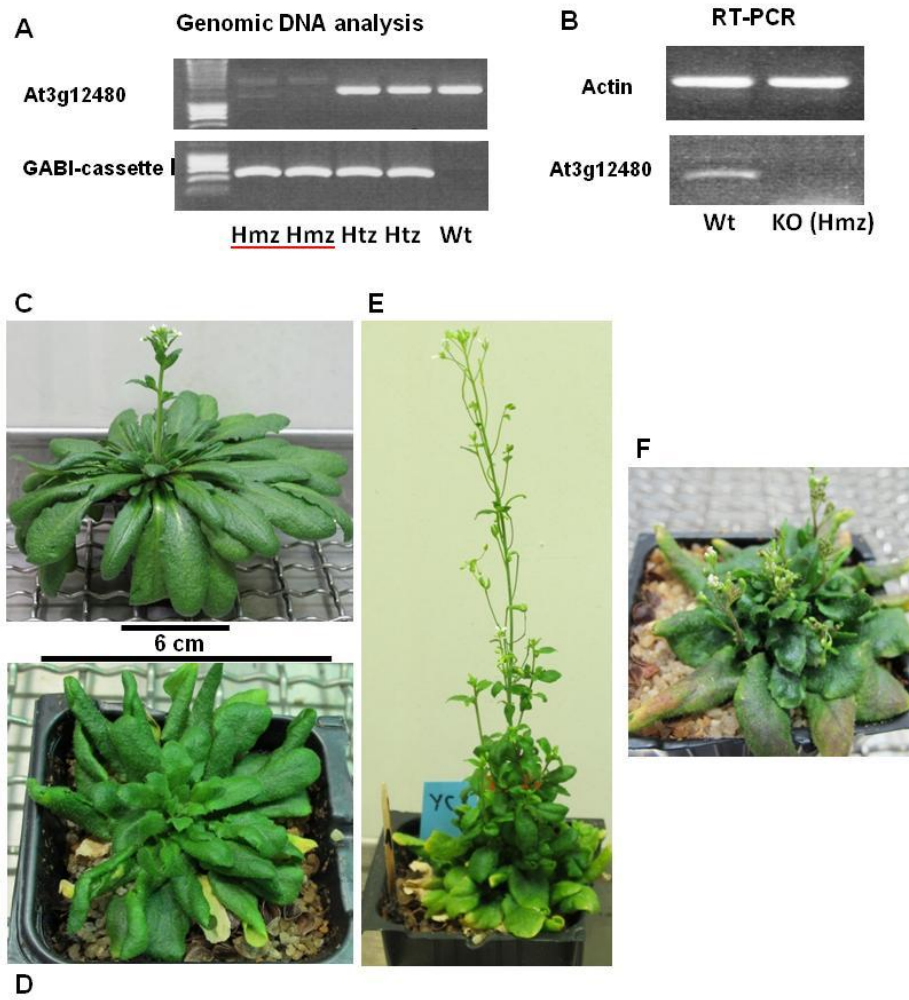 A
Genomic DNA analysis
At3g12480
GABI-cassette
Hmz Hmz Htz Htz Wt
B
RT-PCR
Actin
At3g12480
Wt KO (Hmz)
C
E
F
6 cm
YC
D